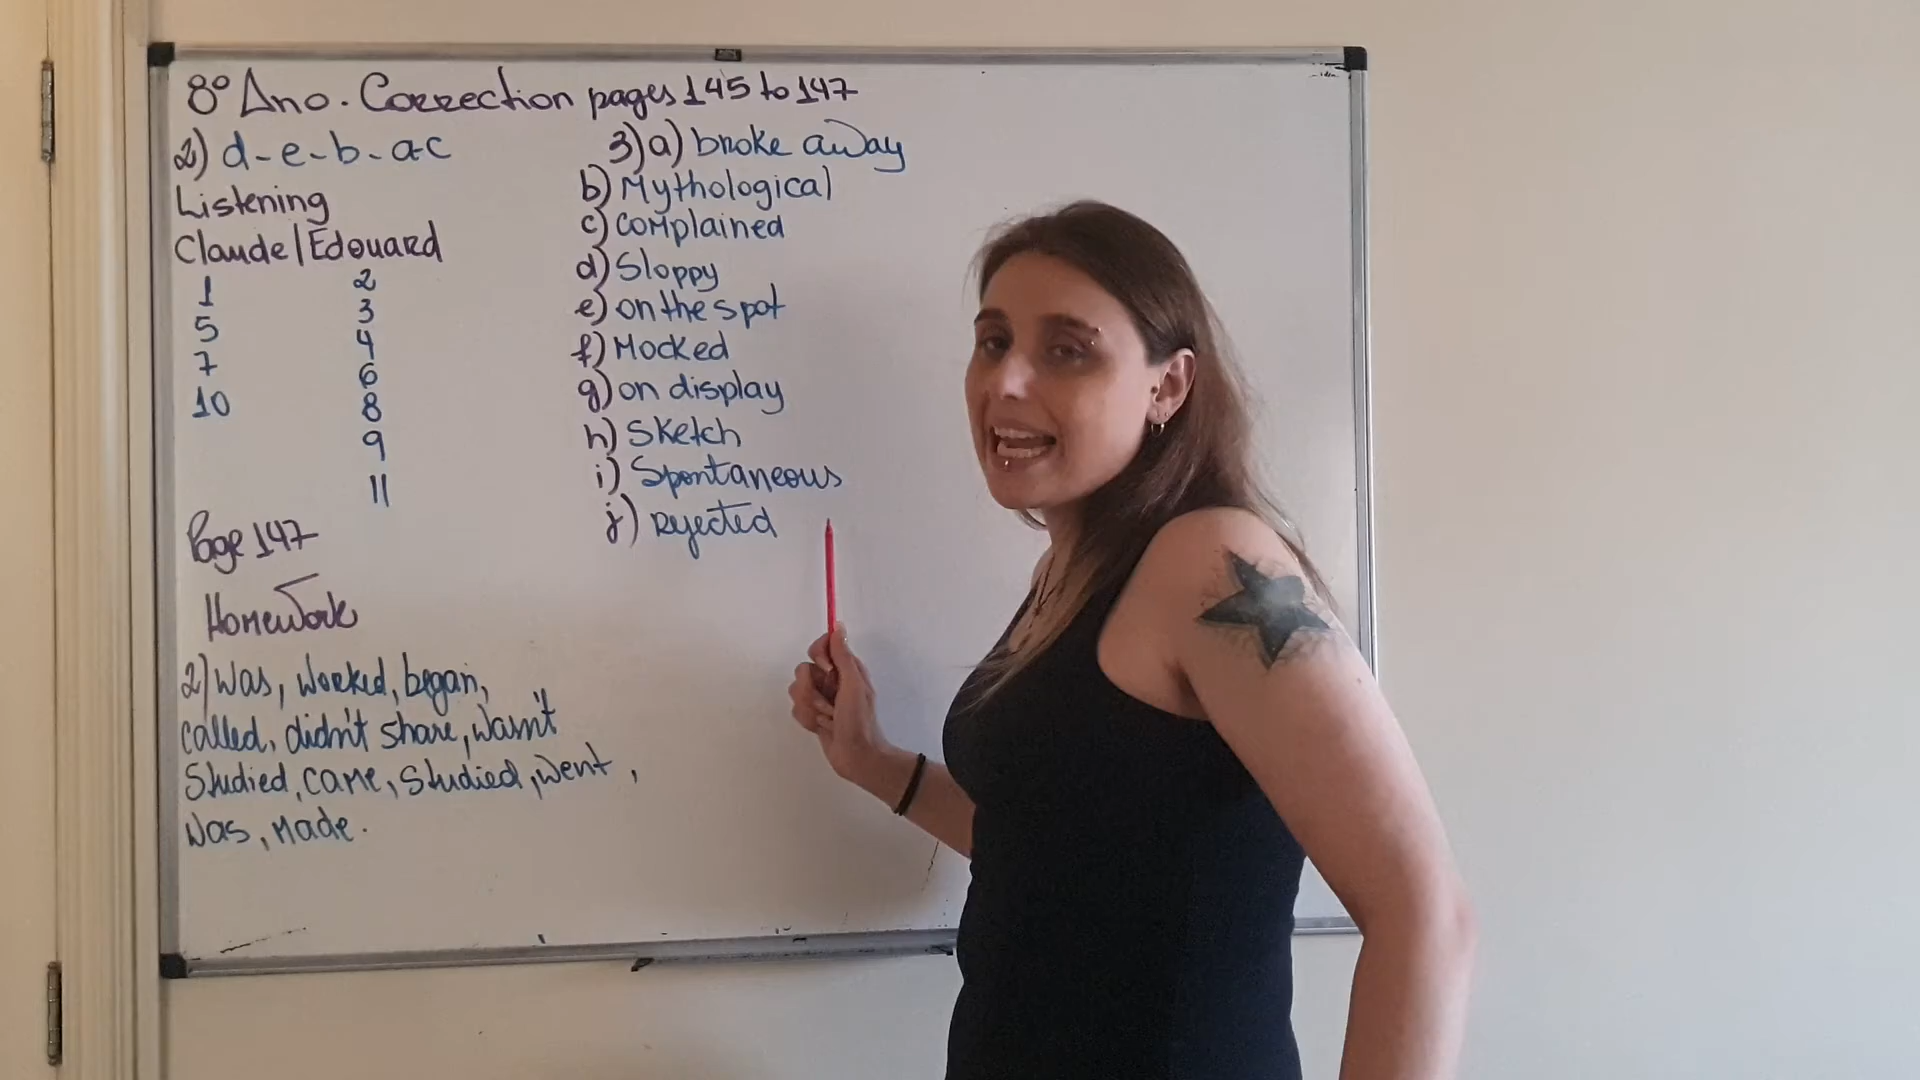 8º Ano. Correction pages 145 to 147
2) d-e-b-a-c
Listening
Claude/Edouard
1 2
5 3
7 4
10 6
8
9
11
Page 147
Homework
2) Was, worked, began,
called, didn't share, wasn't
studied, came, studied, went,
was, made.
3) a) broke away
b) Mythological
c) complained
d) Sloppy
e) on the spot
f) Mocked
g) on display
h) Sketch
i) Spontaneous
j) rejected